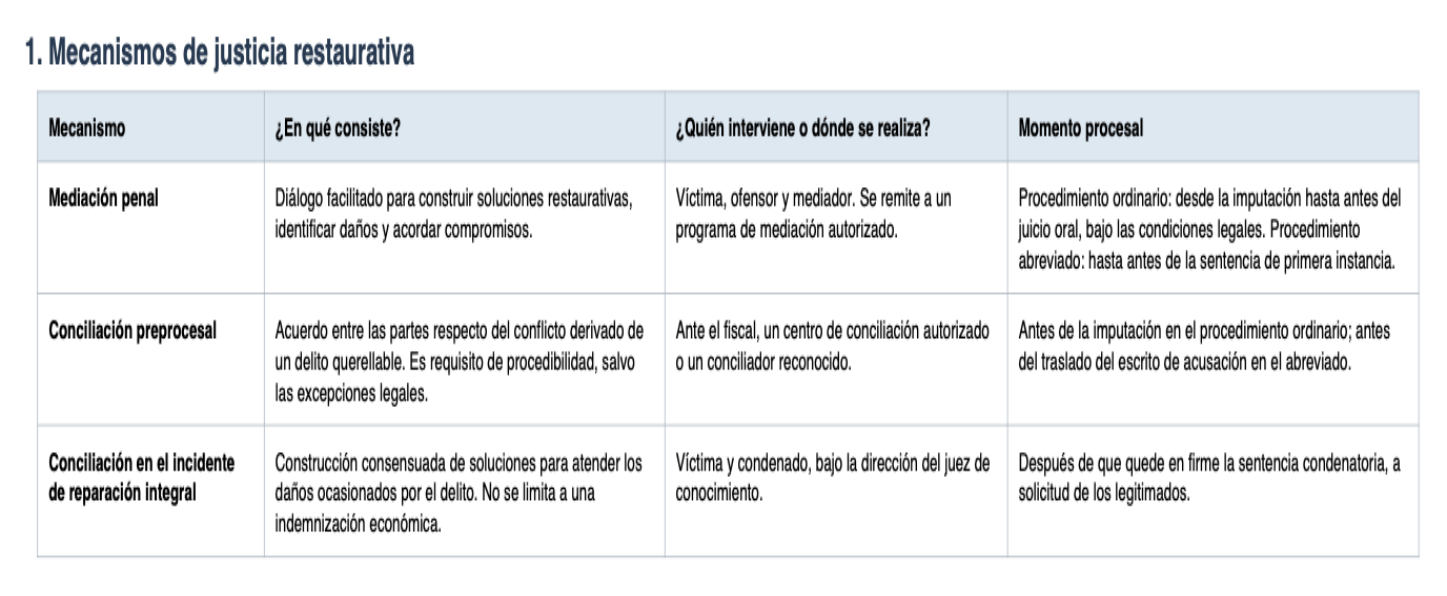 1. Mecanismos de justicia restaurativa
Mecanismo
¿En qué consiste?
¿Quién interviene o dónde se realiza?
Momento procesal
Mediación penal
Diálogo facilitado para construir soluciones restaurativas,
identificar daños y acordar compromisos.
Víctima, ofensor y mediador. Se remite a un
programa de mediación autorizado.
Procedimiento ordinario: desde la imputación hasta antes del
juicio oral, bajo las condiciones legales. Procedimiento
abreviado: hasta antes de la sentencia de primera instancia.
Conciliación preprocesal
Acuerdo entre las partes respecto del conflicto derivado de
un delito querellable. Es requisito de procedibilidad, salvo
las excepciones legales.
Ante el fiscal, un centro de conciliación autorizado
o un conciliador reconocido.
Antes de la imputación en el procedimiento ordinario; antes
del traslado del escrito de acusación en el abreviado.
Conciliación en el incidente
de reparación integral
Construcción consensuada de soluciones para atender los
daños ocasionados por el delito. No se limita a una
indemnización económica.
Víctima y condenado, bajo la dirección del juez de
conocimiento.
Después de que quede en firme la sentencia condenatoria, a
solicitud de los legitimados.